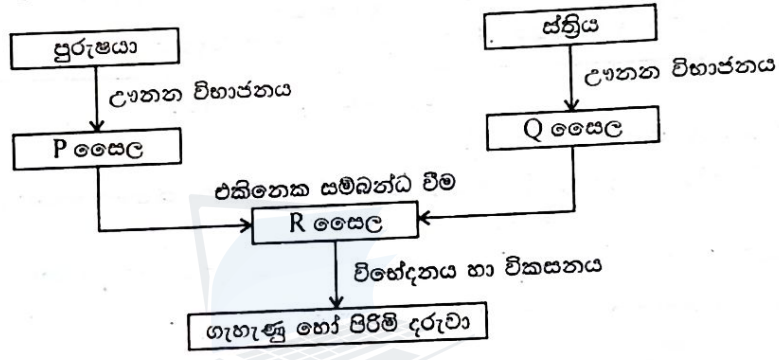 පුරුෂයා
ස්ත්‍රිය
ඌනන විභාජනය
ඌනන විභාජනය
P සෛල
Q සෛල
එකිනෙක සම්බන්ධ වීම
R සෛල
විභේදනය හා විකසනය
ගැහැණු හෝ පිරිමි දරුවා